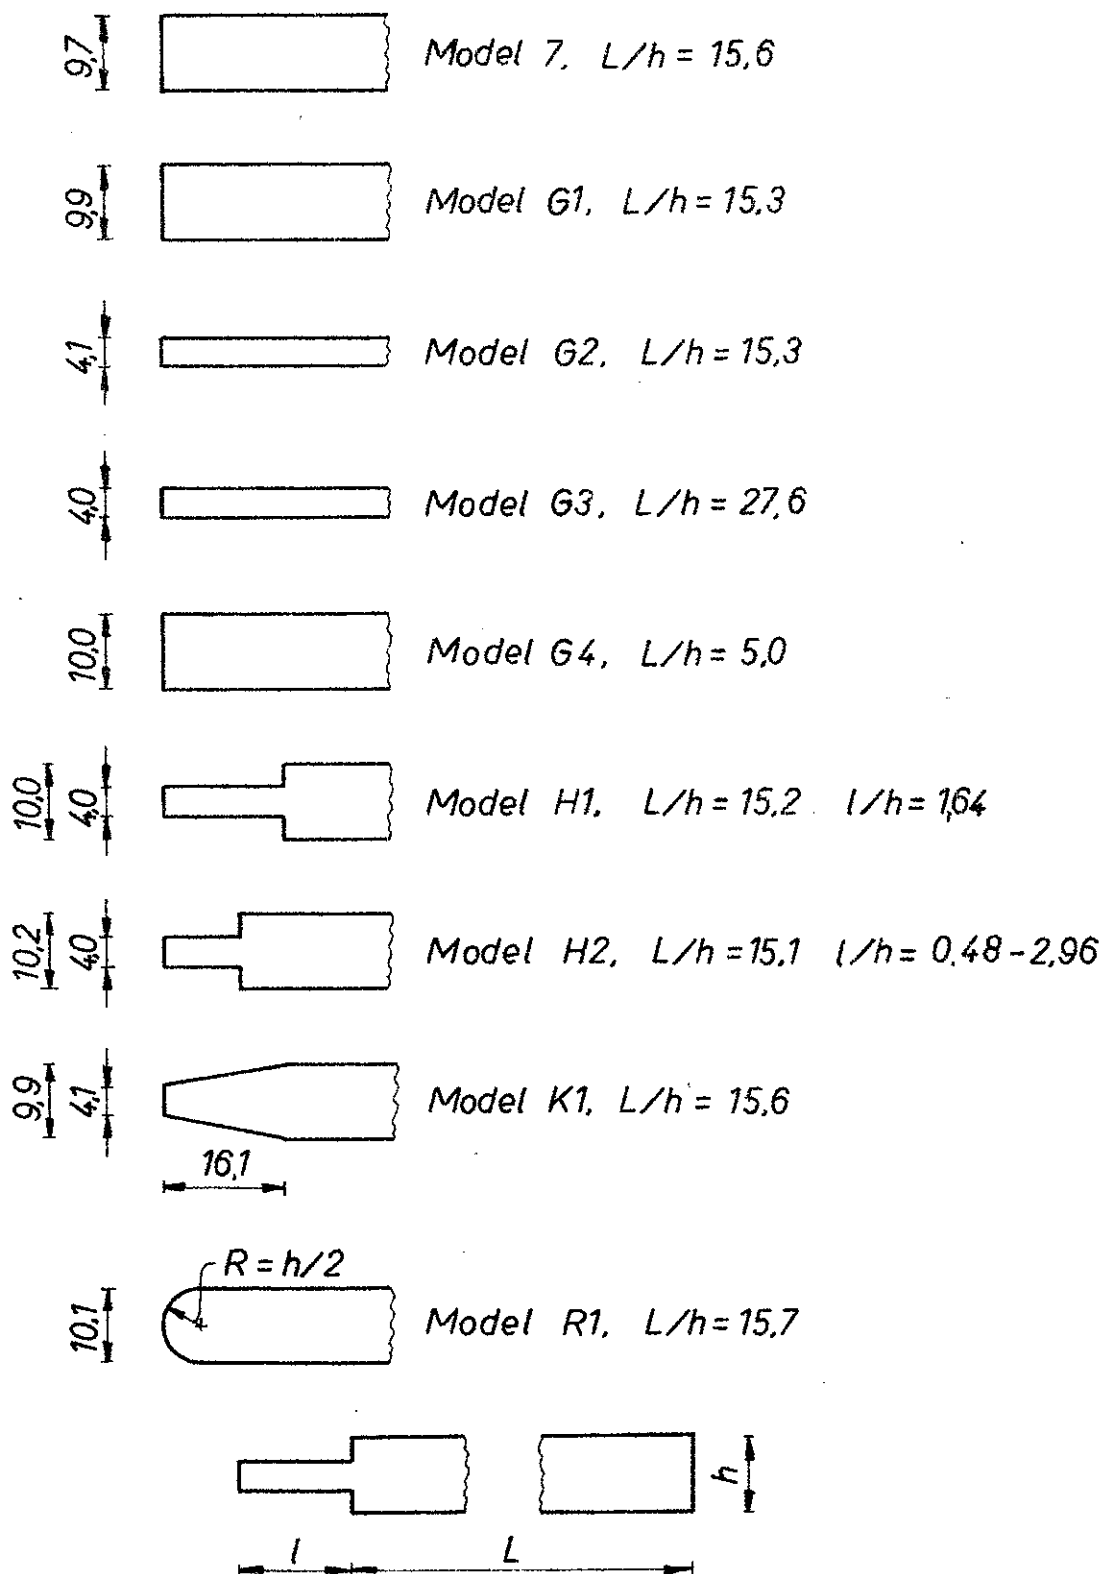 9,7
Model 7, L/h = 15,6
9,9
Model G1, L/h = 15,3
4,1
Model G2, L/h = 15,3
4,0
Model G3, L/h = 27,6
10,0
Model G4, L/h = 5,0
10,0 4,0
Model H1, L/h = 15,2 l/h = 1,64
10,2 4,0
Model H2, L/h = 15,1 l/h = 0,48-2,96
9,9 4,1
Model K1, L/h = 15,6
16,1
R = h/2
10,1
Model R1, L/h = 15,7
h
l L